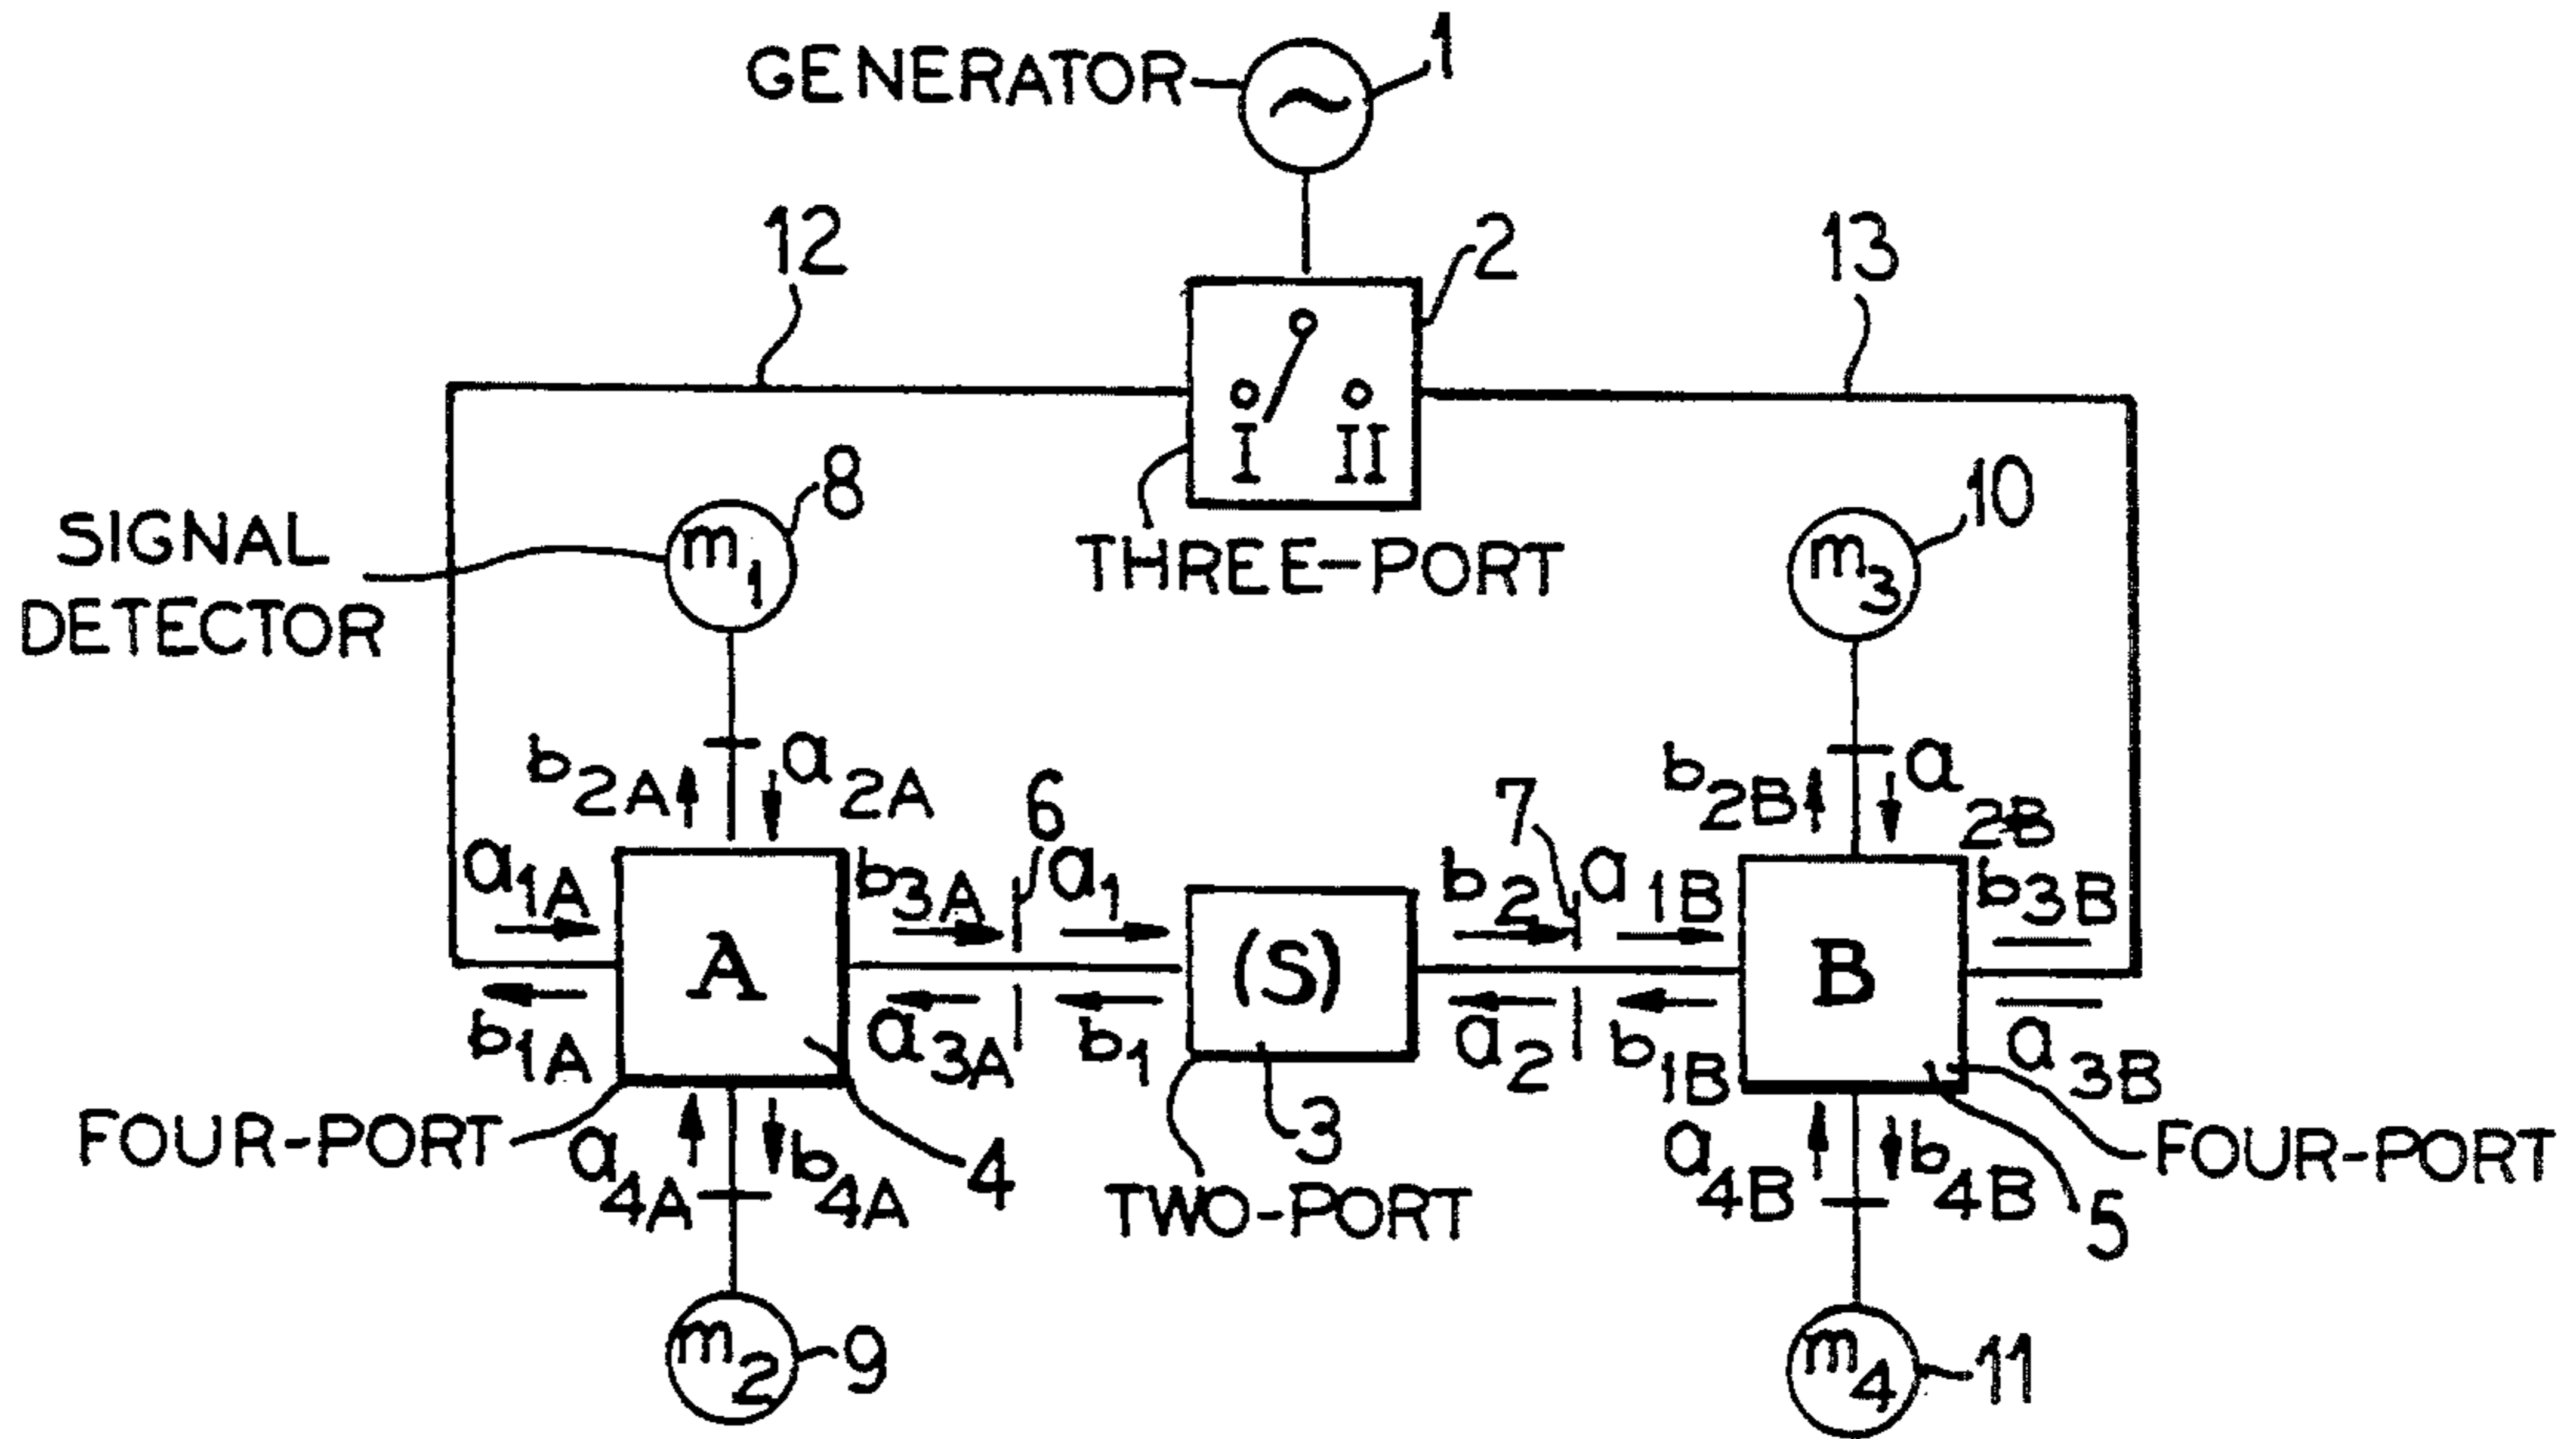 GENERATOR
1
12
2
13
I II
8
10
SIGNAL
DETECTOR
m1
THREE-PORT
m3
b2A
a2A
6
7
b2B
a2B
a1A
b3A
a1
b2
a1B
b3B
A
(S)
B
b1A
a3A
b1
a2
b1B
a3B
FOUR-PORT
a4A
b4A
4
3
TWO-PORT
a4B
b4B
FOUR-PORT
5
m2
9
m4
11